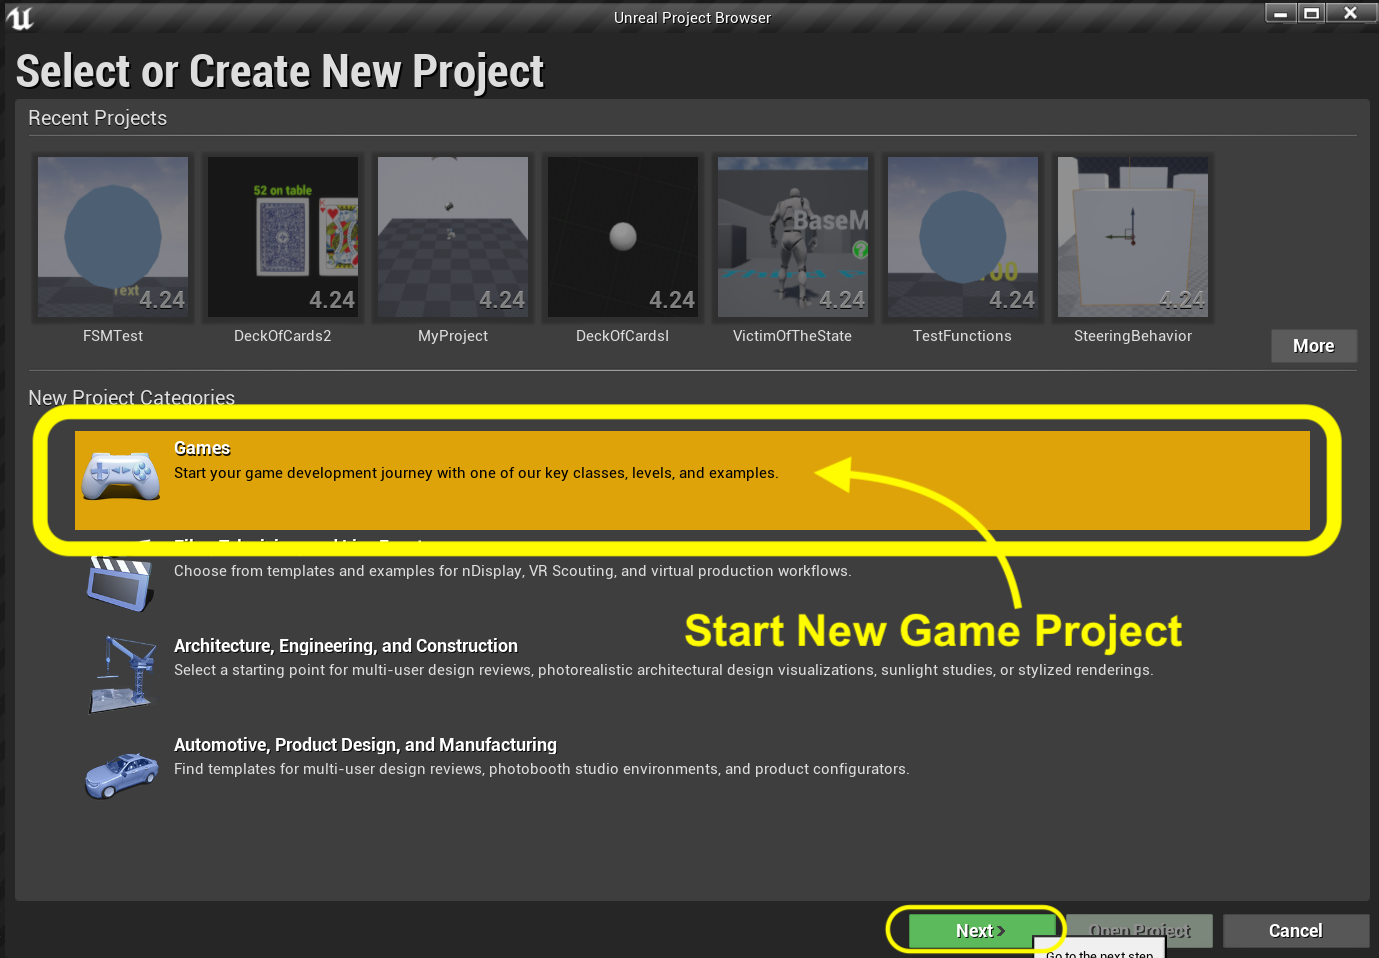 Unreal Project Browser
Select or Create New Project
Recent Projects
52 on table
Text
BaseM
4.24 4.24 4.24 4.24 4.24 4.24 4.24
FSMTest DeckOfCards2 MyProject DeckOfCardsI VictimOfTheState TestFunctions SteeringBehavior
More
New Project Categories
Games
Start your game development journey with one of our key classes, levels, and examples.
Choose from templates and examples for nDisplay, VR Scouting, and virtual production workflows.
Start New Game Project
Architecture, Engineering, and Construction
Select a starting point for multi-user design reviews, photorealistic architectural design visualizations, sunlight studies, or stylized renderings.
Automotive, Product Design, and Manufacturing
Find templates for multi-user design reviews, photobooth studio environments, and product configurators.
Next > Open Project Cancel
Go to the next step